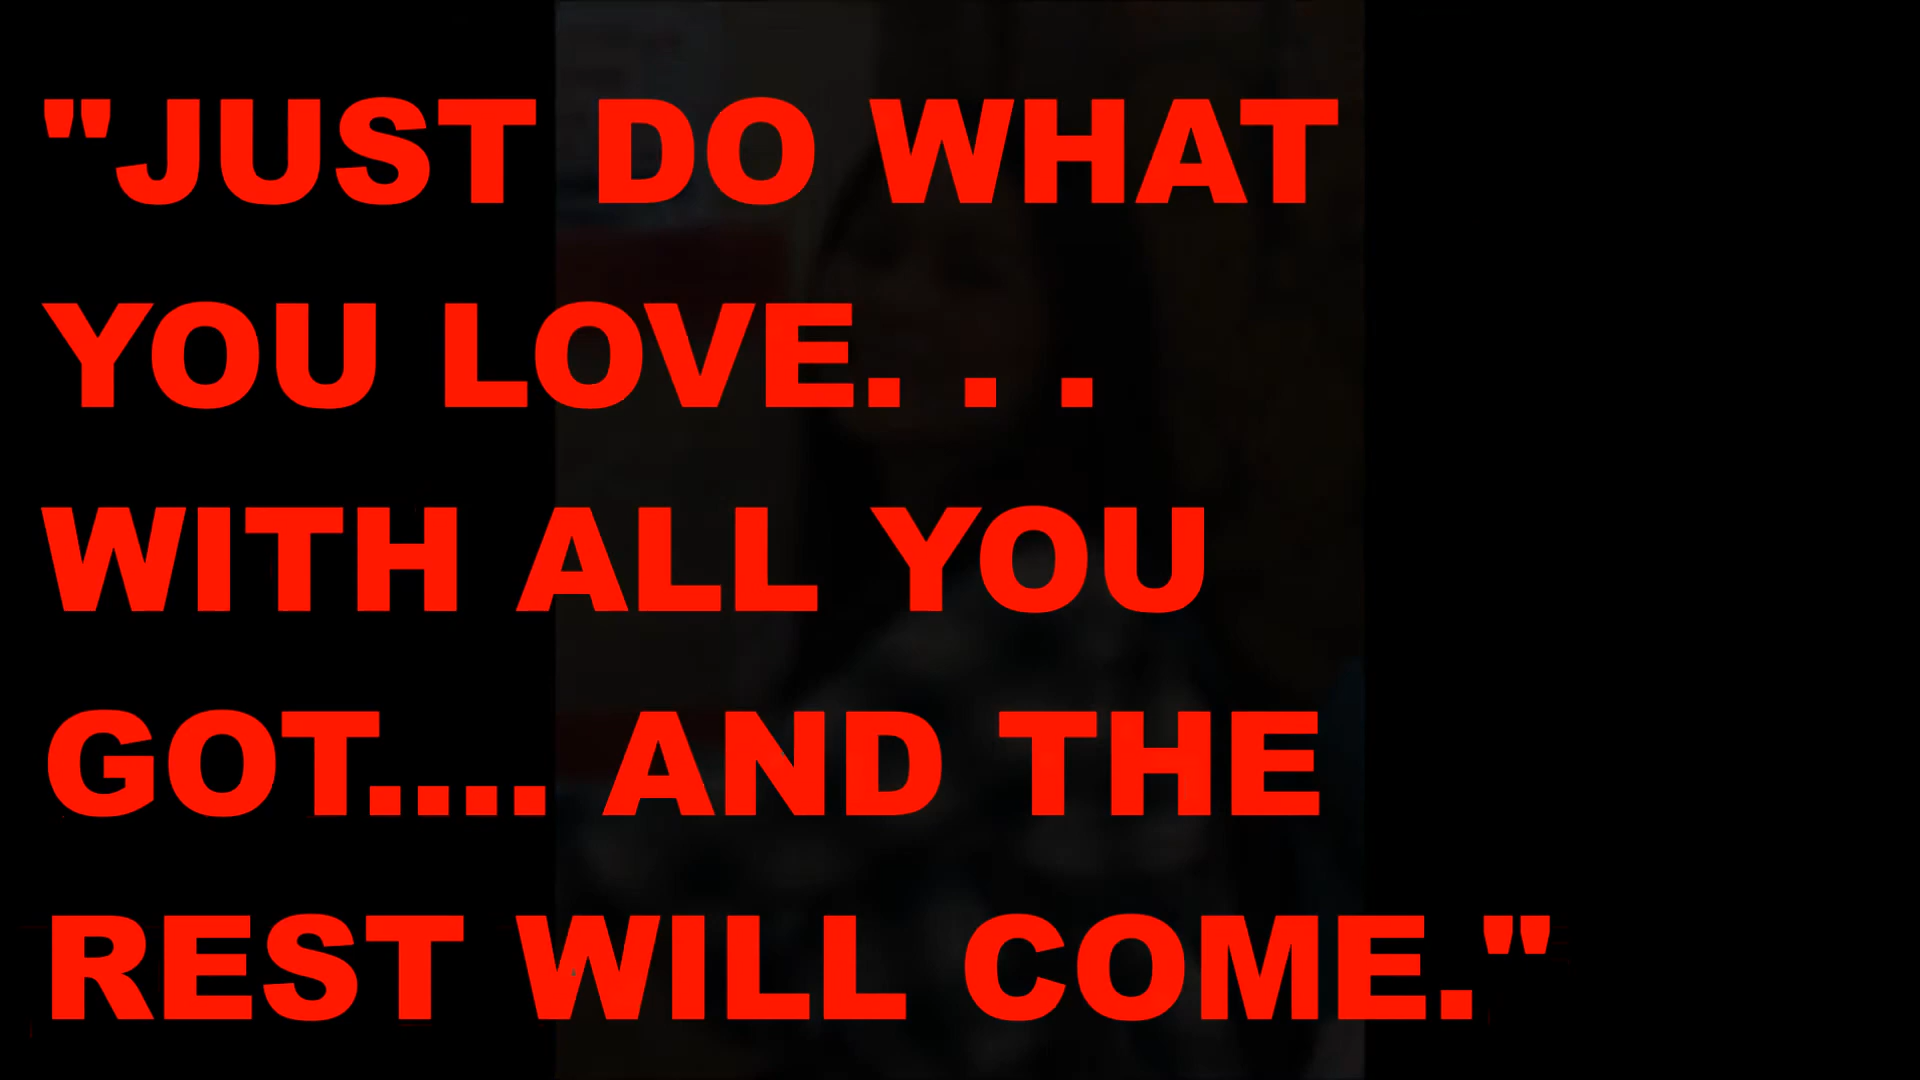 "JUST DO WHAT
YOU LOVE. . .
WITH ALL YOU
GOT.... AND THE
REST WILL COME."